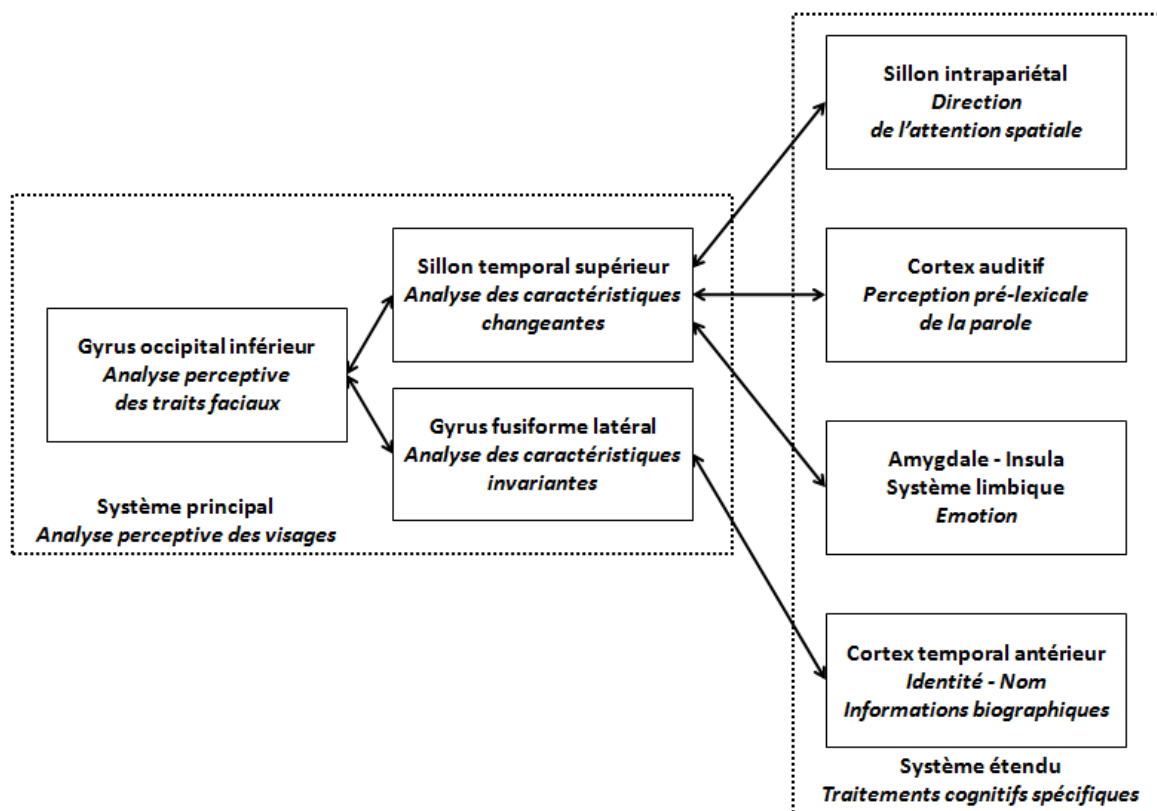 Gyrus occipital inférieur
Analyse perceptive
des traits faciaux
Sillon temporal supérieur
Analyse des caractéristiques
changeantes
Gyrus fusiforme latéral
Analyse des caractéristiques
invariantes
Système principal
Analyse perceptive des visages
Sillon intrapariétal
Direction
de l'attention spatiale
Cortex auditif
Perception pré-lexicale
de la parole
Amygdale - Insula
Système limbique
Emotion
Cortex temporal antérieur
Identité - Nom
Informations biographiques
Système étendu
Traitements cognitifs spécifiques